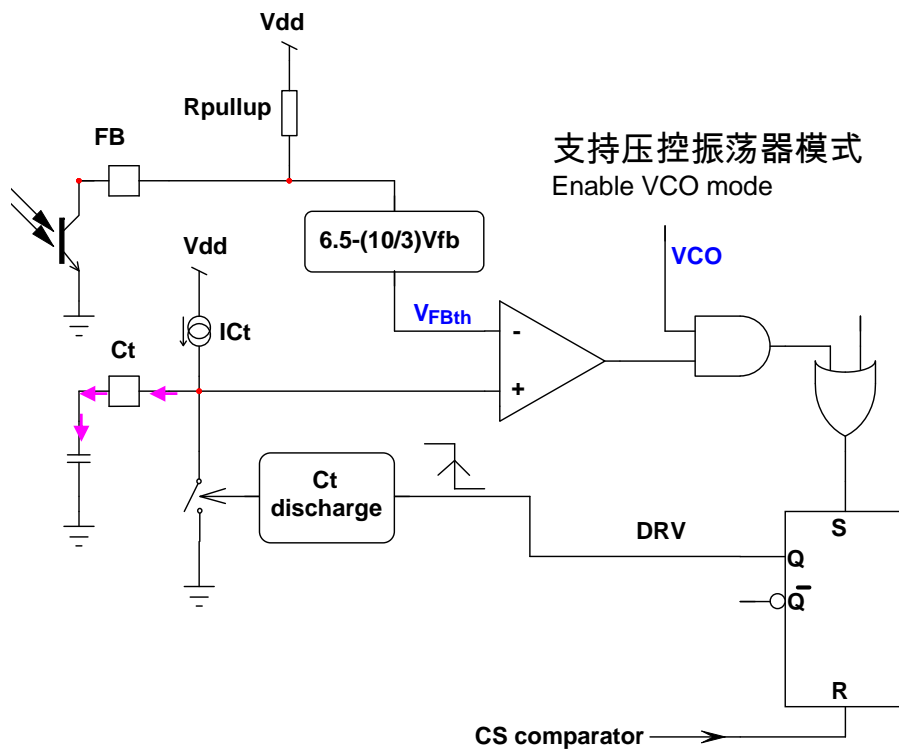 Vdd
Rpullup
FB
支持压控振荡器模式
Enable VCO mode
6.5-(10/3)Vfb
Vdd
VCO
VFBth
ICt
-
Ct
+
Ct
discharge
DRV
S
Q
Q̅
R
CS comparator